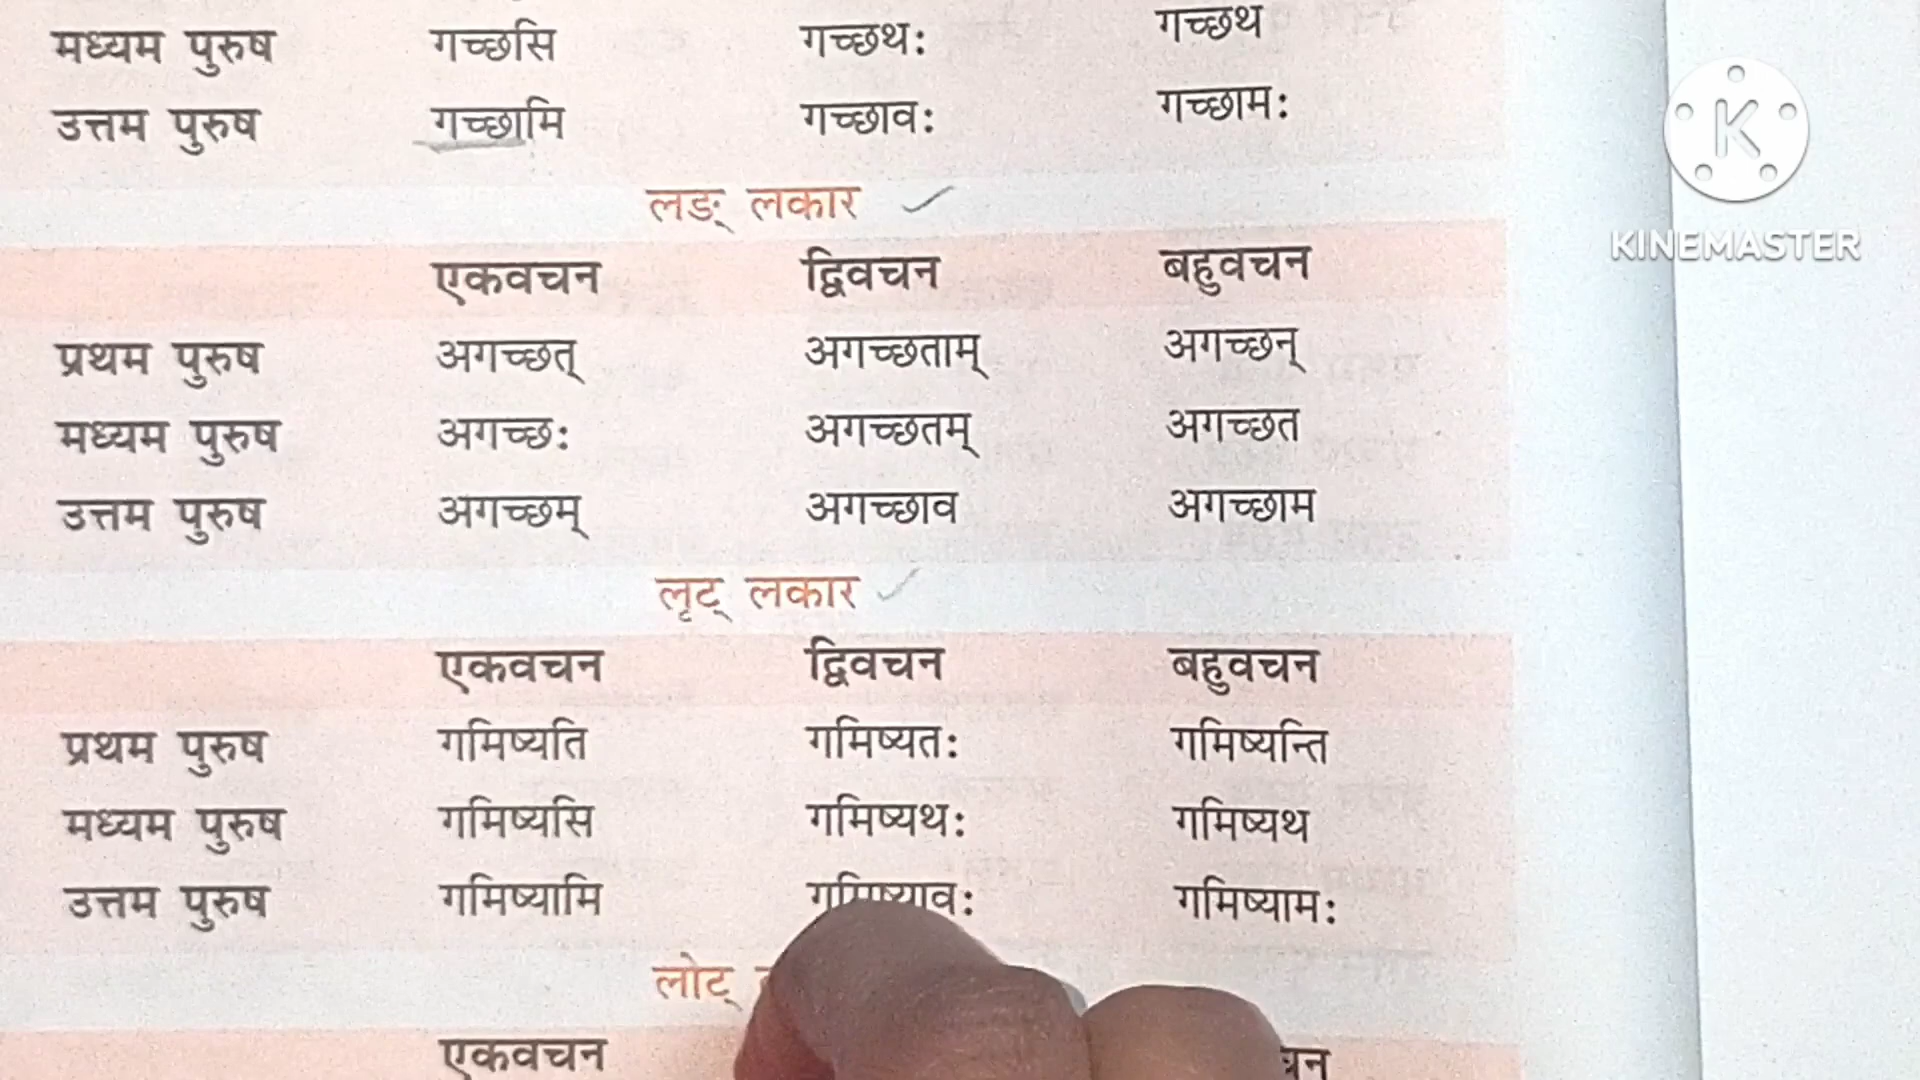 मध्यम पुरुष गच्छसि गच्छथः गच्छथ
उत्तम पुरुष गच्छामि गच्छावः गच्छामः
लङ् लकार
एकवचन द्विवचन बहुवचन
प्रथम पुरुष अगच्छत् अगच्छताम् अगच्छन्
मध्यम पुरुष अगच्छः अगच्छतम् अगच्छत
उत्तम पुरुष अगच्छम् अगच्छाव अगच्छाम
लृट् लकार
एकवचन द्विवचन बहुवचन
प्रथम पुरुष गमिष्यति गमिष्यतः गमिष्यन्ति
मध्यम पुरुष गमिष्यसि गमिष्यथः गमिष्यथ
उत्तम पुरुष गमिष्यामि गमिष्यावः गमिष्यामः
लोट्
एकवचन
K
KINEMASTER